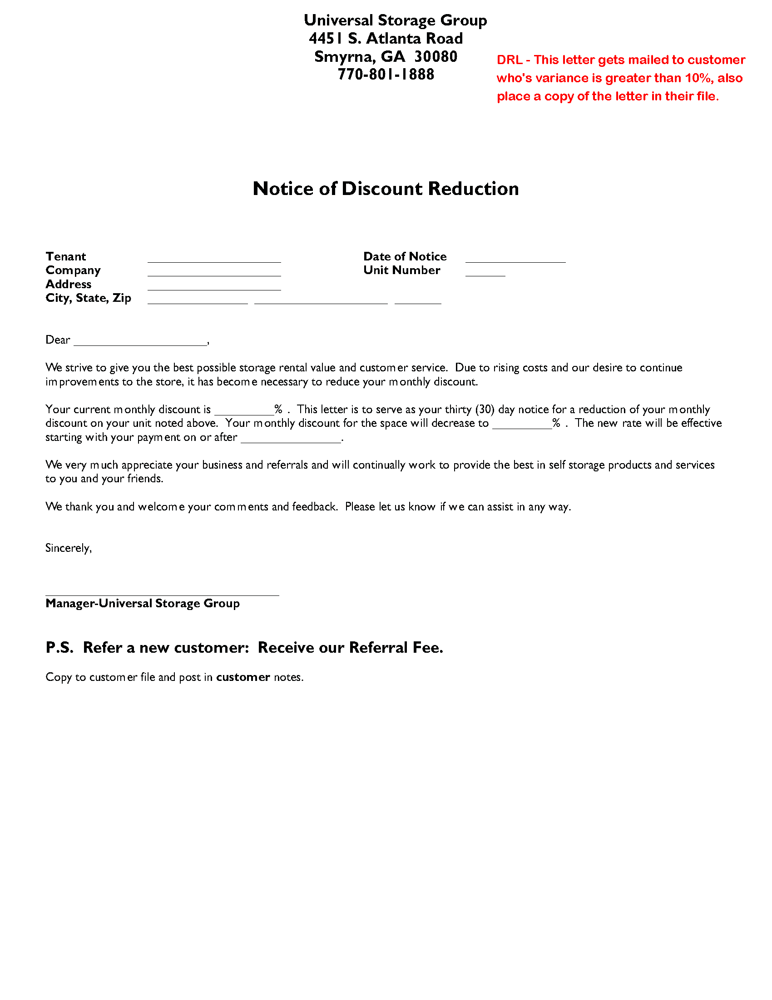 Universal Storage Group
4451 S. Atlanta Road
Smyrna, GA 30080
770-801-1888
DRL - This letter gets mailed to customer
who's variance is greater than 10%, also
place a copy of the letter in their file.
Notice of Discount Reduction
Tenant ____________________ Date of Notice _______________
Company ____________________ Unit Number ______
Address ____________________
City, State, Zip _______________ ____________________ _______
Dear ____________________,
We strive to give you the best possible storage rental value and customer service. Due to rising costs and our desire to continue
improvements to the store, it has become necessary to reduce your monthly discount.
Your current monthly discount is _________% . This letter is to serve as your thirty (30) day notice for a reduction of your monthly
discount on your unit noted above. Your monthly discount for the space will decrease to _________% . The new rate will be effective
starting with your payment on or after _______________.
We very much appreciate your business and referrals and will continually work to provide the best in self storage products and services
to you and your friends.
We thank you and welcome your comments and feedback. Please let us know if we can assist in any way.
Sincerely,
___________________________________
Manager-Universal Storage Group
P.S. Refer a new customer: Receive our Referral Fee.
Copy to customer file and post in customer notes.